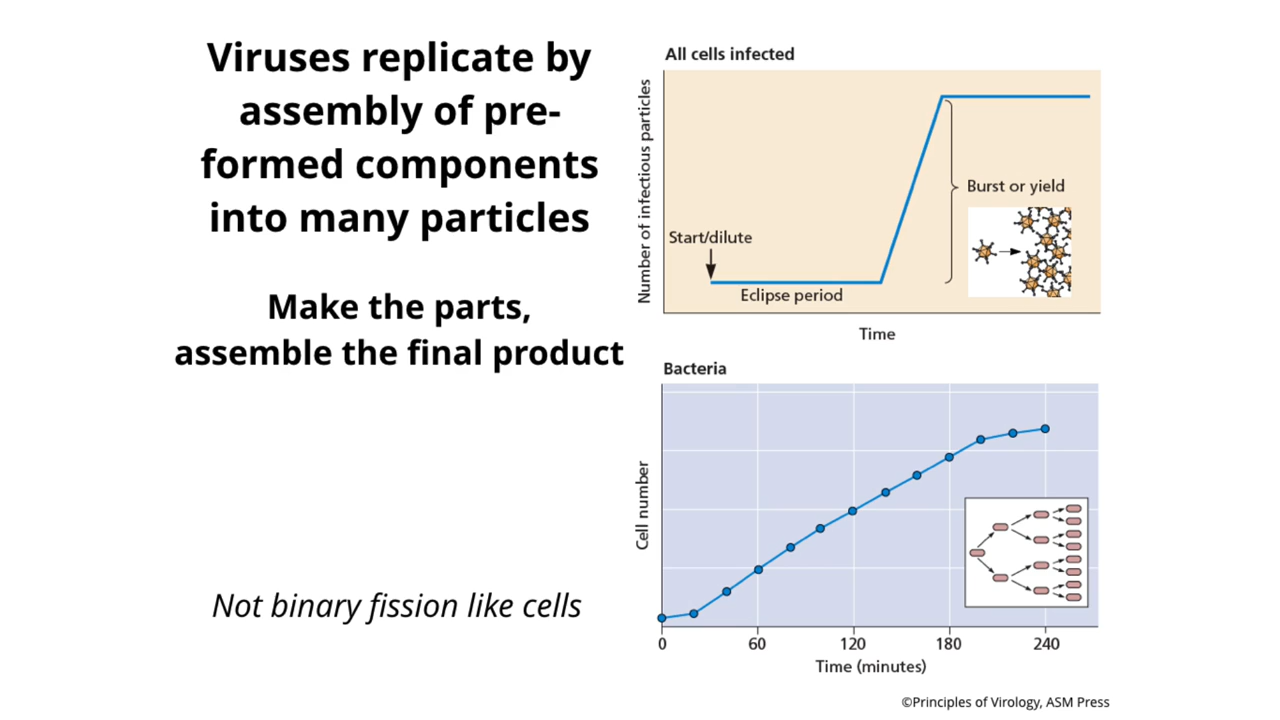 Viruses replicate by
assembly of pre-
formed components
into many particles
Make the parts,
assemble the final product
Not binary fission like cells
All cells infected
Number of infectious particles
Start/dilute
Eclipse period
Burst or yield
Time
Bacteria
Cell number
0 60 120 180 240
Time (minutes)
©Principles of Virology, ASM Press